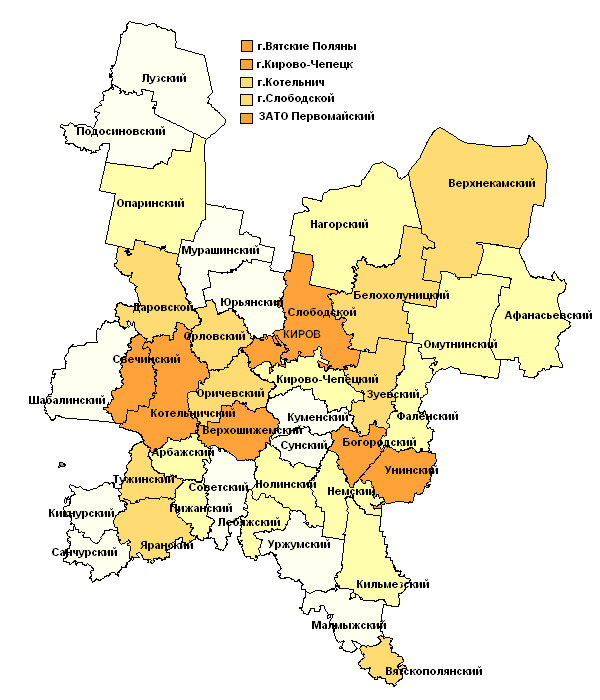 г.Вятские Поляны
г.Кирово-Чепецк
г.Котельнич
г.Слободской
ЗАТО Первомайский
Лузский
Подосиновский
Опаринский
Верхнекамский
Нагорский
Мурашинский
Юрьянский
Белохолуницкий
Даровской
Слободской
Афанасьевский
Орловский
КИРОВ
Омутнинский
Свечинский
Кирово-Чепецкий
Шабалинский
Оричевский
Зуевский
Котельничский
Куменский
Фаленский
Верхошижемский
Сунский
Богородский
Арбажский
Унинский
Тужинский
Советский
Нолинский
Немский
Кикнурский
Пижанский
Лебяжский
Санчурский
Яранский
Уржумский
Кильмезский
Малмыжский
Вятскополянский